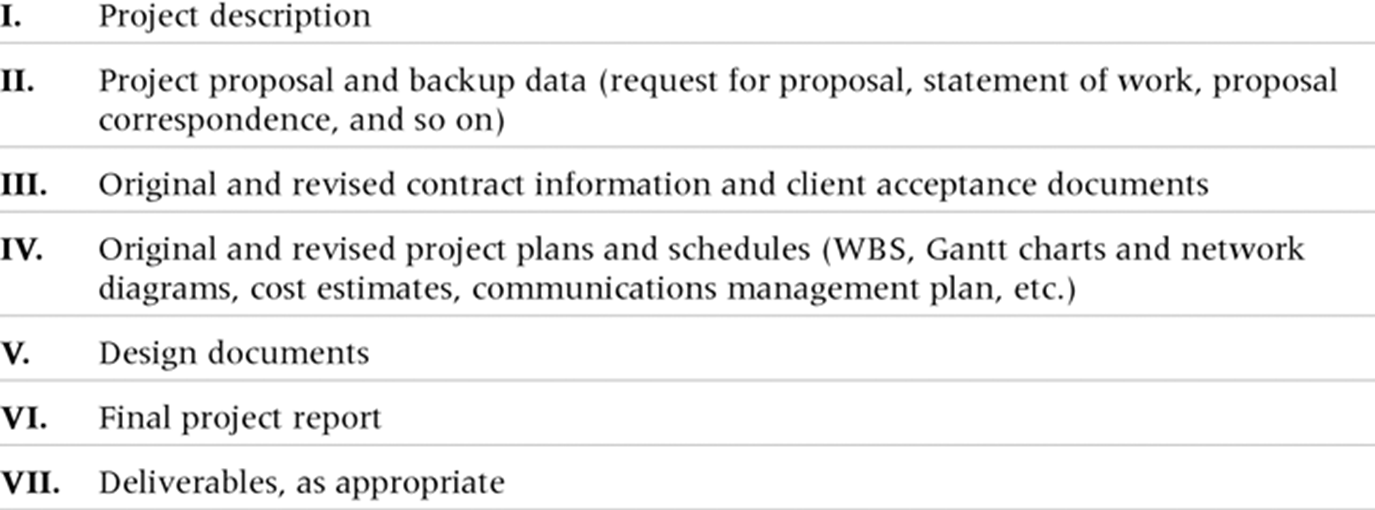 I. Project description
II. Project proposal and backup data (request for proposal, statement of work, proposal
correspondence, and so on)
III. Original and revised contract information and client acceptance documents
IV. Original and revised project plans and schedules (WBS, Gantt charts and network
diagrams, cost estimates, communications management plan, etc.)
V. Design documents
VI. Final project report
VII. Deliverables, as appropriate